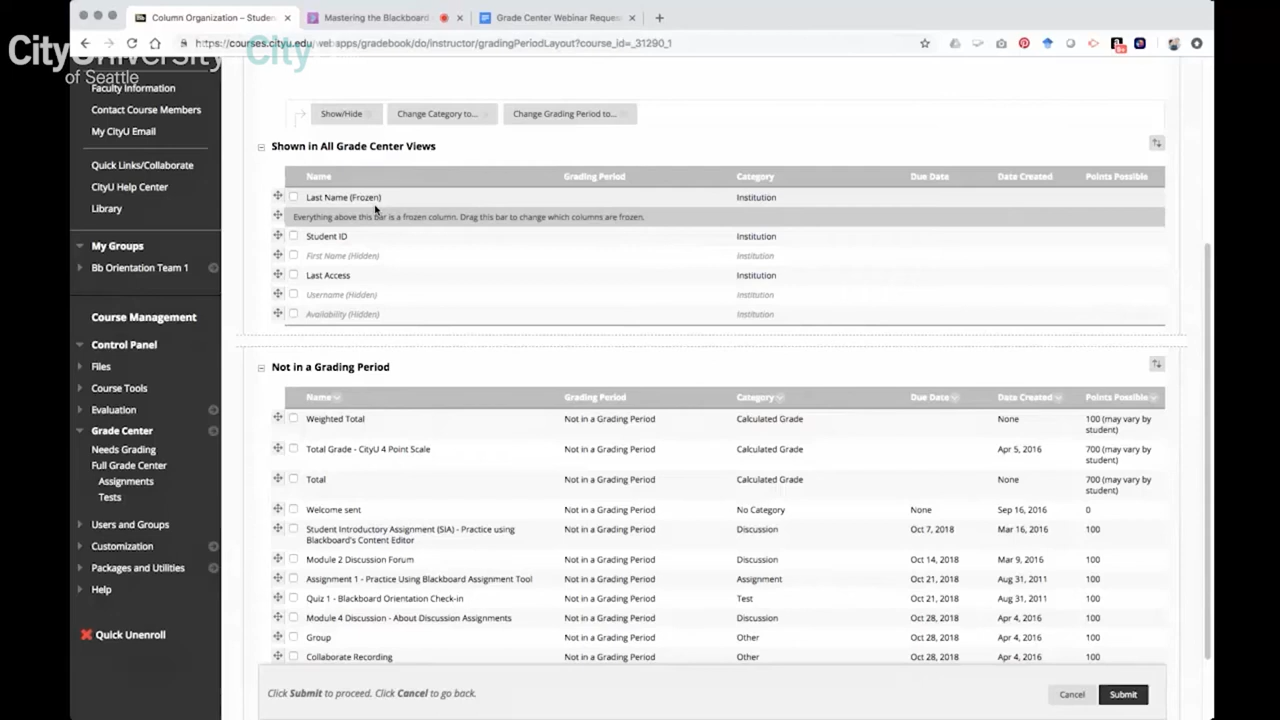 Column Organization – Studen
Mastering the Blackboard
Grade Center Webinar Reques
https://courses.cityu.edu/webapps/gradebook/do/instructor/gradingPeriodLayout?course_id=_31290_1
CityUniversity City
of Seattle
Faculty Information
Contact Course Members
My CityU Email
Quick Links/Collaborate
CityU Help Center
Library
My Groups
Bb Orientation Team 1
Course Management
Control Panel
Files
Course Tools
Evaluation
Grade Center
Needs Grading
Full Grade Center
Assignments
Tests
Users and Groups
Customization
Packages and Utilities
Help
Quick Unenroll
Show/Hide Change Category to... Change Grading Period to...
Shown in All Grade Center Views
Name Grading Period Category Due Date Date Created Points Possible
Last Name (Frozen) Institution
Everything above this bar is a frozen column. Drag this bar to change which columns are frozen.
Student ID Institution
First Name (Hidden) Institution
Last Access Institution
Username (Hidden) Institution
Availability (Hidden) Institution
Not in a Grading Period
Name Grading Period Category Due Date Date Created Points Possible
Weighted Total Not in a Grading Period Calculated Grade None 100 (may vary by
student)
Total Grade - CityU 4 Point Scale Not in a Grading Period Calculated Grade Apr 5, 2016 700 (may vary by
student)
Total Not in a Grading Period Calculated Grade None 700 (may vary by
student)
Welcome sent Not in a Grading Period No Category None Sep 16, 2016 0
Student Introductory Assignment (SIA) - Practice using Not in a Grading Period Discussion Oct 7, 2018 Mar 16, 2016 100
Blackboard's Content Editor
Module 2 Discussion Forum Not in a Grading Period Discussion Oct 14, 2018 Mar 9, 2016 100
Assignment 1 - Practice Using Blackboard Assignment Tool Not in a Grading Period Assignment Oct 21, 2018 Aug 31, 2011 100
Quiz 1 - Blackboard Orientation Check-in Not in a Grading Period Test Oct 21, 2018 Aug 31, 2011 100
Module 4 Discussion - About Discussion Assignments Not in a Grading Period Discussion Oct 28, 2018 Apr 4, 2016 100
Group Not in a Grading Period Other Oct 28, 2018 Apr 4, 2016 100
Collaborate Recording Not in a Grading Period Other Oct 28, 2018 Apr 4, 2016 100
Click Submit to proceed. Click Cancel to go back.
Cancel Submit